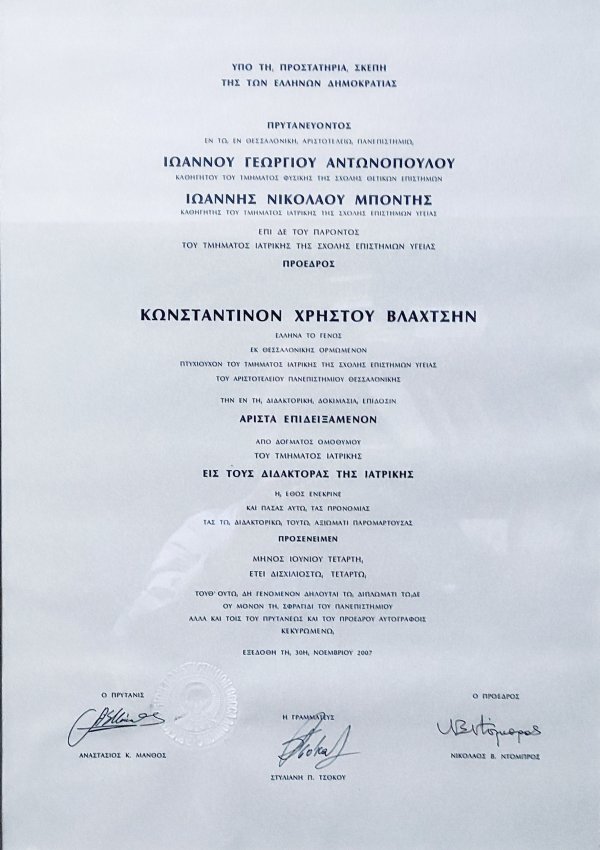 ΥΠΟ ΤΗ, ΠΡΟΣΤΑΤΗΡΙΑ, ΣΚΕΠΗ
ΤΗΣ ΤΩΝ ΕΛΛΗΝΩΝ ΔΗΜΟΚΡΑΤΙΑΣ
ΠΡΥΤΑΝΕΥΟΝΤΟΣ
ΕΝ ΤΩ, ΕΝ ΘΕΣΣΑΛΟΝΙΚΗ, ΑΡΙΣΤΟΤΕΛΕΙΩ, ΠΑΝΕΠΙΣΤΗΜΙΩ,
ΙΩΑΝΝΟΥ ΓΕΩΡΓΙΟΥ ΑΝΤΩΝΟΠΟΥΛΟΥ
ΚΑΘΗΓΗΤΟΥ ΤΟΥ ΤΜΗΜΑΤΟΣ ΦΥΣΙΚΗΣ ΤΗΣ ΣΧΟΛΗΣ ΘΕΤΙΚΩΝ ΕΠΙΣΤΗΜΩΝ
ΙΩΑΝΝΗΣ ΝΙΚΟΛΑΟΥ ΜΠΟΝΤΗΣ
ΚΑΘΗΓΗΤΗΣ ΤΟΥ ΤΜΗΜΑΤΟΣ ΙΑΤΡΙΚΗΣ ΤΗΣ ΣΧΟΛΗΣ ΕΠΙΣΤΗΜΩΝ ΥΓΕΙΑΣ
ΕΠΙ ΔΕ ΤΟΥ ΠΑΡΟΝΤΟΣ
ΤΟΥ ΤΜΗΜΑΤΟΣ ΙΑΤΡΙΚΗΣ ΤΗΣ ΣΧΟΛΗΣ ΕΠΙΣΤΗΜΩΝ ΥΓΕΙΑΣ
ΠΡΟΕΔΡΟΣ
ΚΩΝΣΤΑΝΤΙΝΟΝ ΧΡΗΣΤΟΥ ΒΛΑΧΤΣΗΝ
ΕΛΛΗΝΑ ΤΟ ΓΕΝΟΣ
ΕΚ ΘΕΣΣΑΛΟΝΙΚΗΣ ΟΡΜΩΜΕΝΟΝ
ΠΤΥΧΙΟΥΧΟΝ ΤΟΥ ΤΜΗΜΑΤΟΣ ΙΑΤΡΙΚΗΣ ΤΗΣ ΣΧΟΛΗΣ ΕΠΙΣΤΗΜΩΝ ΥΓΕΙΑΣ
ΤΟΥ ΑΡΙΣΤΟΤΕΛΕΙΟΥ ΠΑΝΕΠΙΣΤΗΜΙΟΥ ΘΕΣΣΑΛΟΝΙΚΗΣ
ΤΗΝ ΕΝ ΤΗ, ΔΙΔΑΚΤΟΡΙΚΗ, ΔΟΚΙΜΑΣΙΑ, ΕΠΙΔΟΣΙΝ
ΑΡΙΣΤΑ ΕΠΙΔΕΙΞΑΜΕΝΟΝ
ΑΠΟ ΔΟΓΜΑΤΟΣ ΟΜΟΘΥΜΟΥ
ΤΟΥ ΤΜΗΜΑΤΟΣ ΙΑΤΡΙΚΗΣ
ΕΙΣ ΤΟΥΣ ΔΙΔΑΚΤΟΡΑΣ ΤΗΣ ΙΑΤΡΙΚΗΣ
Η, ΕΘΟΣ ΕΝΕΚΡΙΝΕ
ΚΑΙ ΠΑΣΑΣ ΑΥΤΩ, ΤΑΣ ΠΡΟΝΟΜΙΑΣ
ΤΑΣ ΤΩ, ΔΙΔΑΚΤΟΡΙΚΩ, ΤΟΥΤΩ, ΑΞΙΩΜΑΤΙ ΠΑΡΟΜΑΡΤΟΥΣΑΣ
ΠΡΟΣΕΝΕΙΜΕΝ
ΜΗΝΟΣ ΙΟΥΝΙΟΥ ΤΕΤΑΡΤΗ,
ΕΤΕΙ ΔΙΣΧΙΛΙΟΣΤΩ, ΤΕΤΑΡΤΩ,
ΤΟΥΘ' ΟΥΤΩ, ΔΗ ΓΕΝΟΜΕΝΟΝ ΔΗΛΟΥΤΑΙ ΤΩ, ΔΙΠΛΩΜΑΤΙ ΤΩ,ΔΕ
ΟΥ ΜΟΝΟΝ ΤΗ, ΣΦΡΑΓΙΔΙ ΤΟΥ ΠΑΝΕΠΙΣΤΗΜΙΟΥ
ΑΛΛΑ ΚΑΙ ΤΟΙΣ ΤΟΥ ΠΡΥΤΑΝΕΩΣ ΚΑΙ ΤΟΥ ΠΡΟΕΔΡΟΥ ΑΥΤΟΓΡΑΦΟΙΣ
ΚΕΚΥΡΩΜΕΝΩ,
ΕΞΕΔΟΘΗ ΤΗ, 30Η, ΝΟΕΜΒΡΙΟΥ 2007
Ο ΠΡΥΤΑΝΙΣ
ΑΝΑΣΤΑΣΙΟΣ Κ. ΜΑΝΘΟΣ
Η ΓΡΑΜΜΑΤΕΥΣ
ΣΤΥΛΙΑΝΗ Π. ΤΣΟΚΟΥ
Ο ΠΡΟΕΔΡΟΣ
ΝΙΚΟΛΑΟΣ Β. ΝΤΟΜΠΡΟΣ